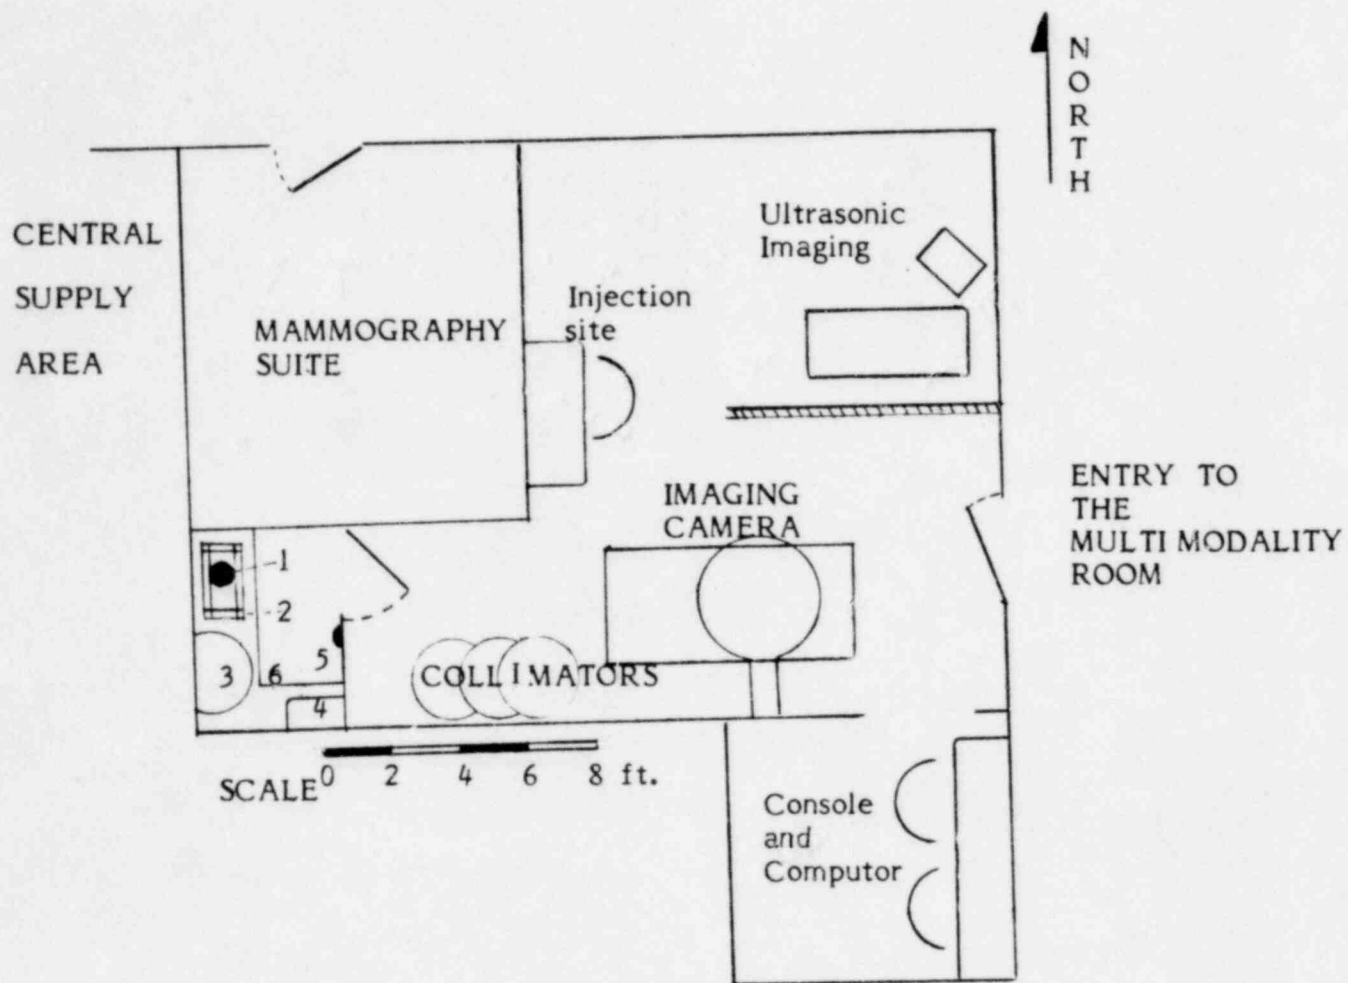 N
O
R
T
H
CENTRAL
SUPPLY
AREA
Ultrasonic
Imaging
Injection
site
MAMMOGRAPHY
SUITE
IMAGING
CAMERA
ENTRY TO
THE
MULTI MODALITY
ROOM
1
2
3
6
5
4
COLLIMATORS
SCALE
0 2 4 6 8 ft.
Console
and
Computor